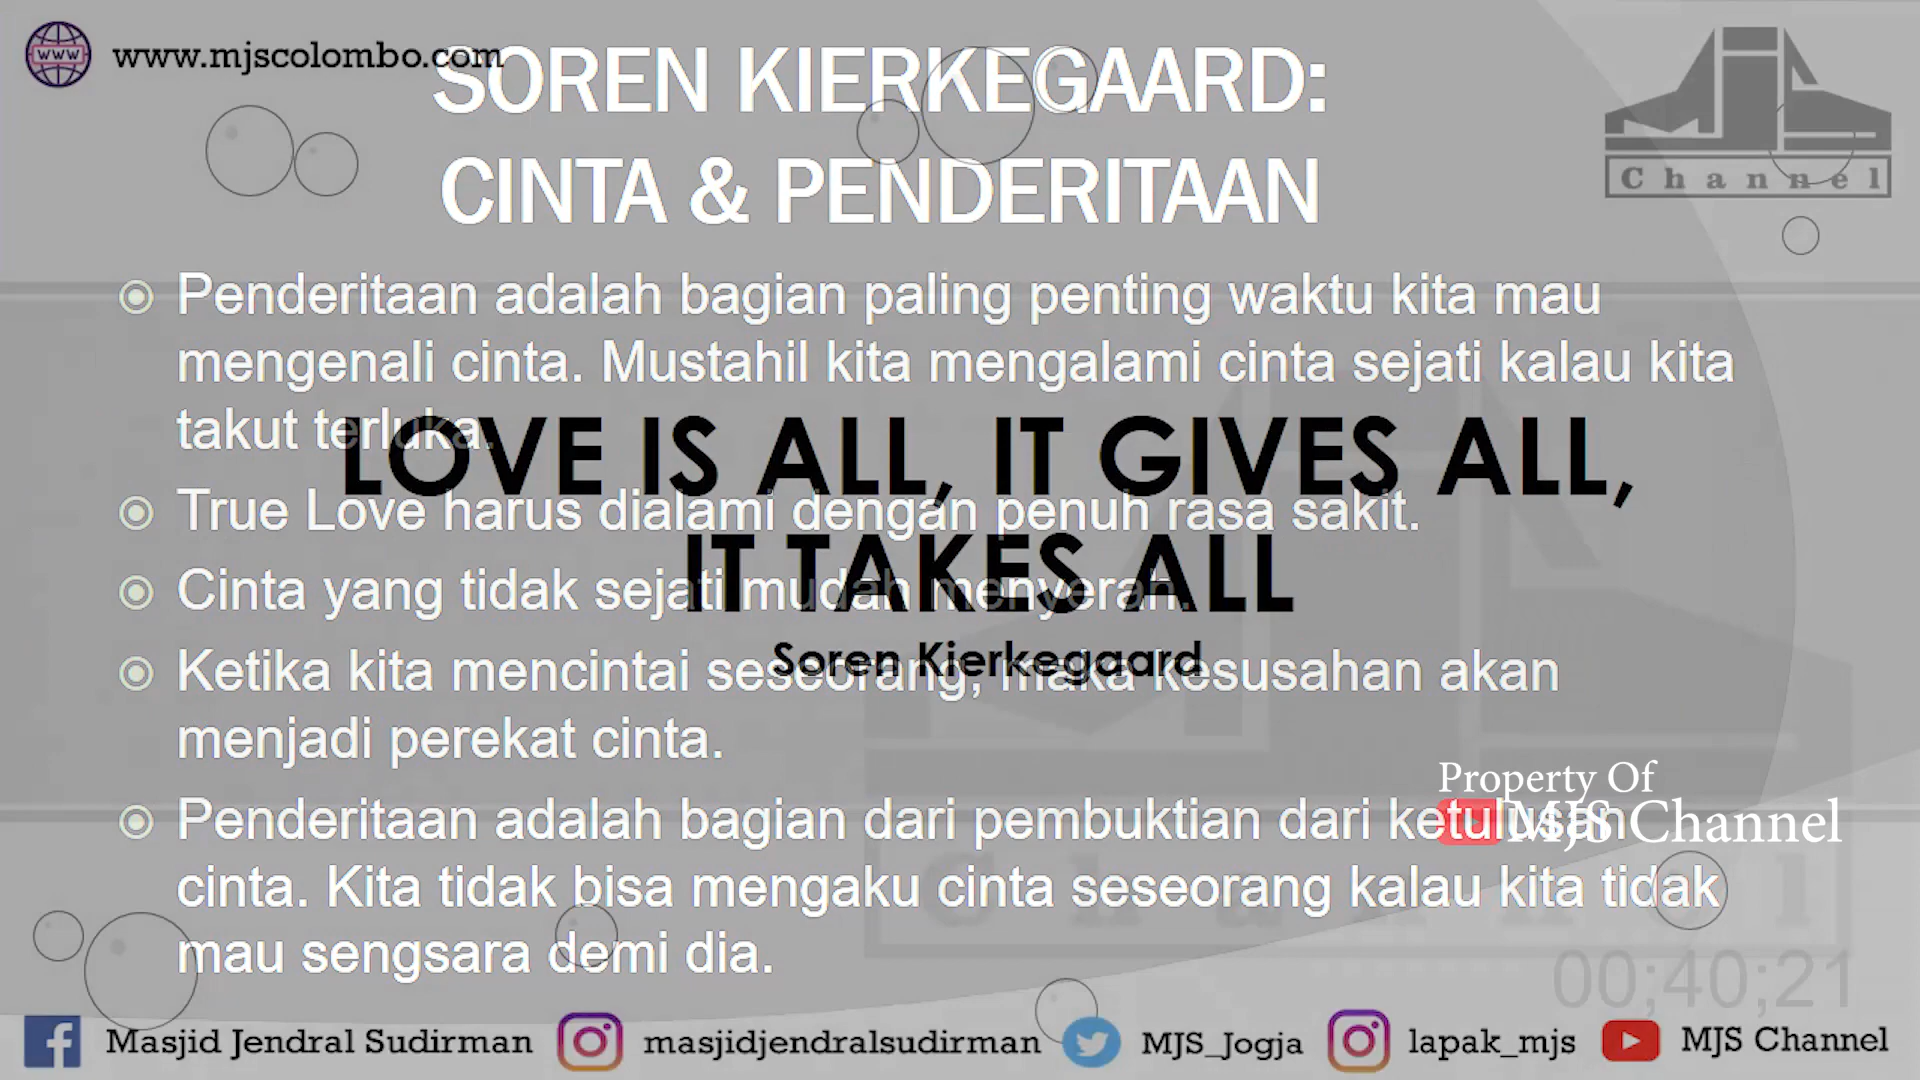 www.mjscolombo.com
SOREN KIERKEGAARD:
CINTA & PENDERITAAN
MJS
Channel
Penderitaan adalah bagian paling penting waktu kita mau
mengenali cinta. Mustahil kita mengalami cinta sejati kalau kita
takut terluka.
LOVE IS ALL, IT GIVES ALL,
True Love harus dialami dengan penuh rasa sakit.
IT TAKES ALL
Cinta yang tidak sejati mudah menyerah.
Soren Kierkegaard
Ketika kita mencintai seseorang, maka kesusahan akan
menjadi perekat cinta.
Property Of
MJS Channel
Penderitaan adalah bagian dari pembuktian dari ketulusan
cinta. Kita tidak bisa mengaku cinta seseorang kalau kita tidak
mau sengsara demi dia.
Channel
00;40;21
Masjid Jendral Sudirman masjidjendralsudirman MJS_Jogja lapak_mjs MJS Channel